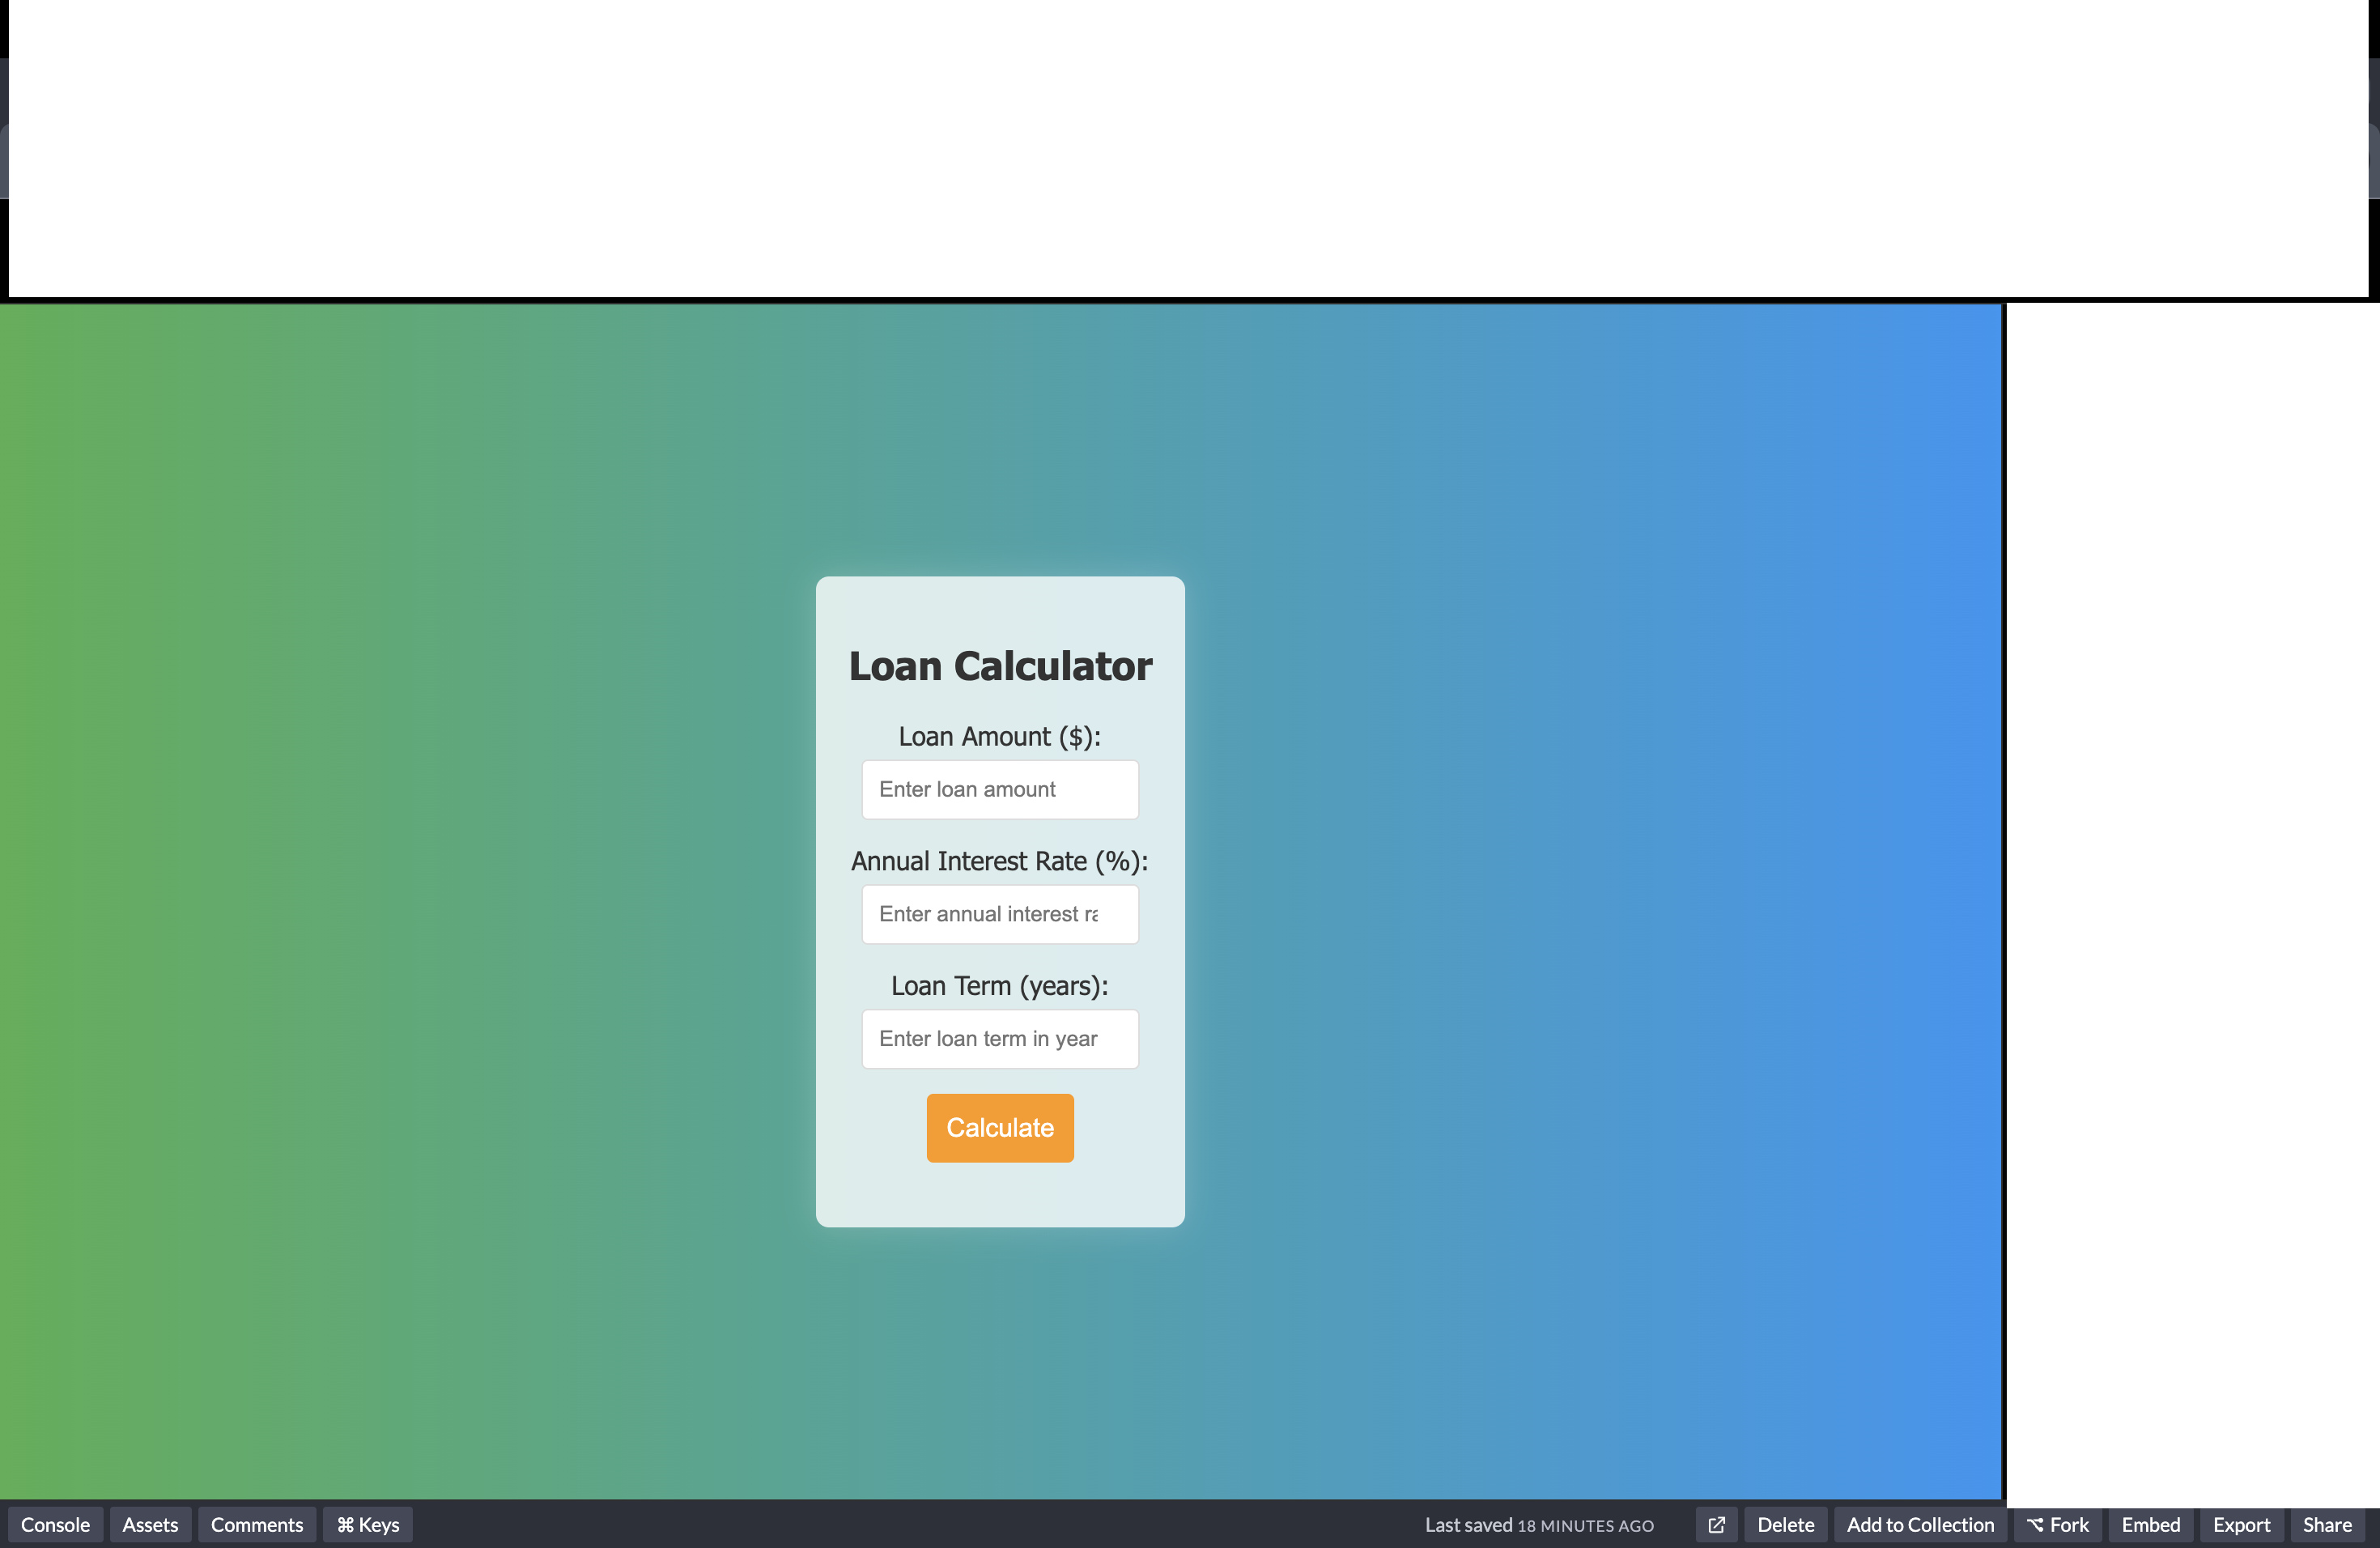 Loan Calculator
Loan Amount ($):
Enter loan amount
Annual Interest Rate (%):
Enter annual interest ra
Loan Term (years):
Enter loan term in year
Calculate
Console Assets Comments ⌘ Keys Last saved 18 MINUTES AGO Delete Add to Collection Fork Embed Export Share